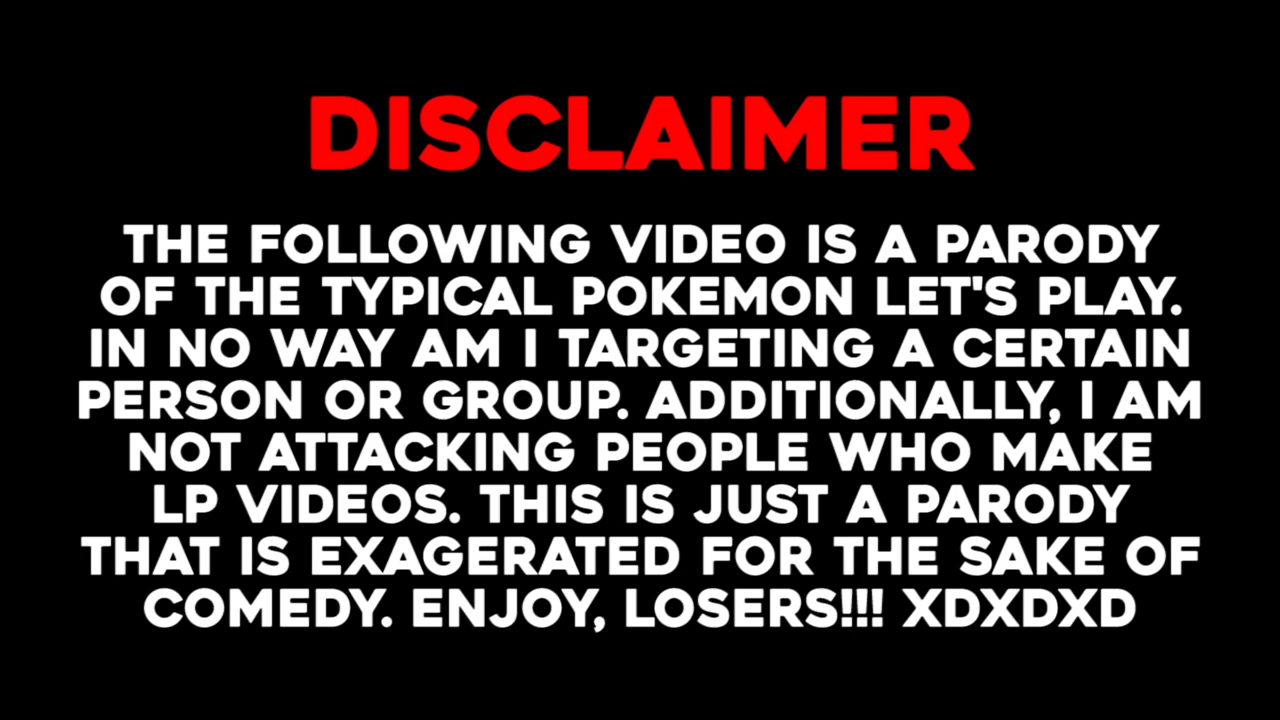 DISCLAIMER
THE FOLLOWING VIDEO IS A PARODY
OF THE TYPICAL POKEMON LET'S PLAY.
IN NO WAY AM I TARGETING A CERTAIN
PERSON OR GROUP. ADDITIONALLY, I AM
NOT ATTACKING PEOPLE WHO MAKE
LP VIDEOS. THIS IS JUST A PARODY
THAT IS EXAGERATED FOR THE SAKE OF
COMEDY. ENJOY, LOSERS!!! XDXDXD